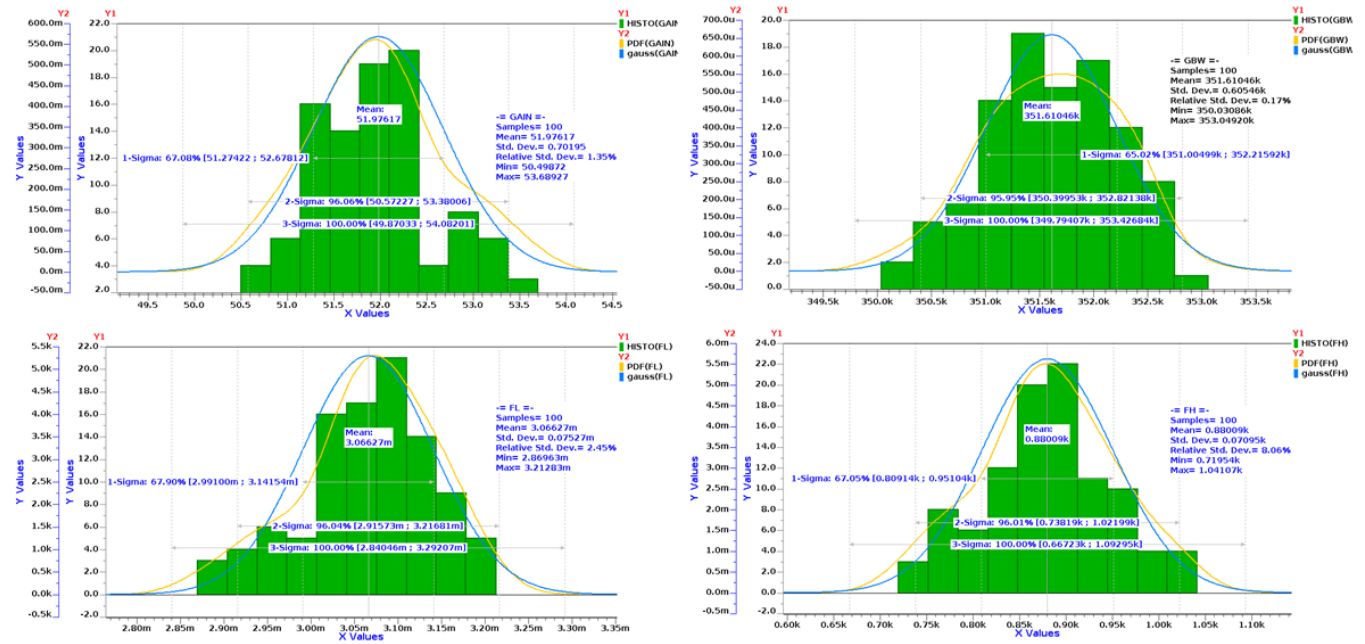 Y2 Y1 Y1
600.0m 22.0 HISTO(GAIN
550.0m 20.0 Y2
500.0m PDF(GAIN)
450.0m 18.0 gauss(GAIN
400.0m 16.0
350.0m 14.0
300.0m
250.0m 12.0
200.0m 10.0
150.0m 8.0
100.0m
50.0m 6.0
0.0m 4.0
-50.0m 2.0
Y Values
Y Values
Mean:
51.97617
1-Sigma: 67.08% [51.27422 ; 52.67812]
2-Sigma: 96.06% [50.57227 ; 53.38006]
3-Sigma: 100.00% [49.87033 ; 54.08201]
-= GAIN =-
Samples= 100
Mean= 51.97617
Std. Dev.= 0.70195
Relative Std. Dev.= 1.35%
Min= 50.49872
Max= 53.68927
49.5 50.0 50.5 51.0 51.5 52.0 52.5 53.0 53.5 54.0 54.5
X Values
Y2 Y1 Y1
700.0u 20.0 HISTO(GBW
650.0u 18.0 Y2
600.0u PDF(GBW)
550.0u 16.0 gauss(GBW
500.0u 14.0
450.0u
400.0u 12.0
350.0u
300.0u 10.0
250.0u 8.0
200.0u
150.0u 6.0
100.0u 4.0
50.0u
0.0u 2.0
-50.0u 0.0
Y Values
Y Values
Mean:
351.61046k
1-Sigma: 65.02% [351.00499k ; 352.21592k]
2-Sigma: 95.95% [350.39953k ; 352.82138k]
3-Sigma: 100.00% [349.79407k ; 353.42684k]
-= GBW =-
Samples= 100
Mean= 351.61046k
Std. Dev.= 0.60546k
Relative Std. Dev.= 0.17%
Min= 350.03086k
Max= 353.04920k
349.5k 350.0k 350.5k 351.0k 351.5k 352.0k 352.5k 353.0k 353.5k
X Values
Y2 Y1 Y1
5.5k 22.0 HISTO(FL)
5.0k 20.0 Y2
4.5k 18.0 PDF(FL)
4.0k 16.0 gauss(FL)
3.5k 14.0
3.0k 12.0
2.5k 10.0
2.0k 8.0
1.5k 6.0
1.0k 4.0
0.5k 2.0
0.0k 0.0
-0.5k -2.0
Y Values
Y Values
Mean:
3.06627m
1-Sigma: 67.90% [2.99100m ; 3.14154m]
2-Sigma: 96.04% [2.91573m ; 3.21681m]
3-Sigma: 100.00% [2.84046m ; 3.29207m]
-= FL =-
Samples= 100
Mean= 3.06627m
Std. Dev.= 0.07527m
Relative Std. Dev.= 2.45%
Min= 2.86963m
Max= 3.21283m
2.80m 2.85m 2.90m 2.95m 3.00m 3.05m 3.10m 3.15m 3.20m 3.25m 3.30m 3.35m
X Values
Y2 Y1 Y1
6.0m 24.0 HISTO(FH)
5.5m 22.0 Y2
5.0m 20.0 PDF(FH)
4.5m 18.0 gauss(FH)
4.0m 16.0
3.5m 14.0
3.0m 12.0
2.5m 10.0
2.0m 8.0
1.5m 6.0
1.0m 4.0
0.5m 2.0
0.0m 0.0
-0.5m -2.0
Y Values
Y Values
Mean:
0.88009k
1-Sigma: 67.05% [0.80914k ; 0.95104k]
2-Sigma: 96.01% [0.73819k ; 1.02199k]
3-Sigma: 100.00% [0.66723k ; 1.09295k]
-= FH =-
Samples= 100
Mean= 0.88009k
Std. Dev.= 0.07095k
Relative Std. Dev.= 8.06%
Min= 0.71954k
Max= 1.04107k
0.60k 0.65k 0.70k 0.75k 0.80k 0.85k 0.90k 0.95k 1.00k 1.05k 1.10k 1.15k
X Values